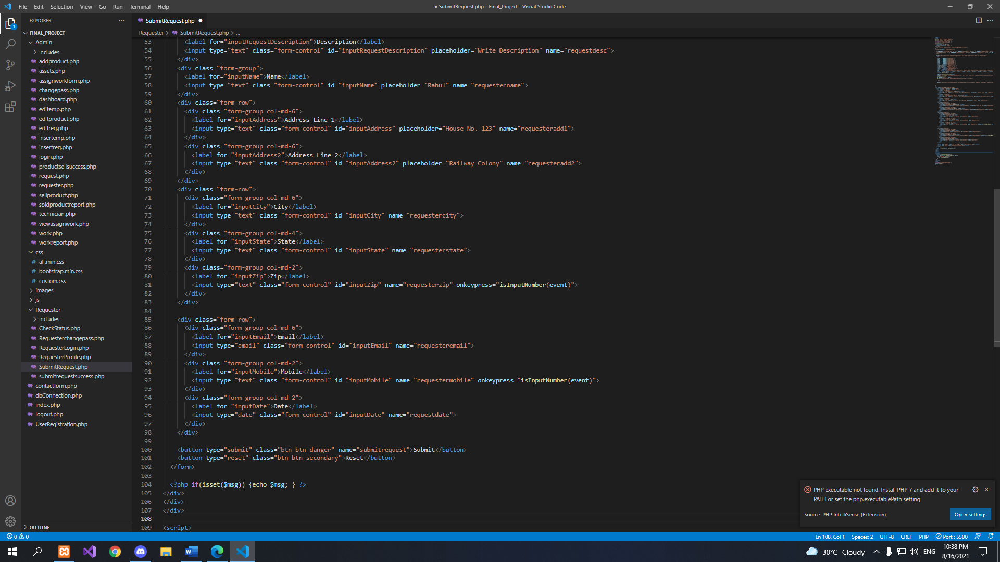 File Edit Selection View Go Run Terminal Help
● SubmitRequest.php - Final_Project - Visual Studio Code
EXPLORER
SubmitRequest.php
Requester > SubmitRequest.php > ...
1
FINAL_PROJECT
Admin
includes
addproduct.php
assets.php
assignworkform.php
changepass.php
dashboard.php
editemp.php
editproduct.php
editreq.php
insertemp.php
insertreq.php
login.php
productsellsuccess.php
request.php
requester.php
sellproduct.php
soldproductreport.php
technician.php
viewassignwork.php
work.php
workreport.php
css
# all.min.css
# bootstrap.min.css
# custom.css
images
js
Requester
includes
CheckStatus.php
Requesterchangepass.php
RequesterLogin.php
RequesterProfile.php
SubmitRequest.php
submitrequestsuccess.php
contactform.php
dbConnection.php
index.php
logout.php
UserRegistration.php
OUTLINE
53 <label for="inputRequestDescription">Description</label>
54 <input type="text" class="form-control" id="inputRequestDescription" placeholder="Write Description" name="requestdesc">
55 </div>
56 <div class="form-group">
57 <label for="inputName">Name</label>
58 <input type="text" class="form-control" id="inputName" placeholder="Rahul" name="requestername">
59 </div>
60 <div class="form-row">
61 <div class="form-group col-md-6">
62 <label for="inputAddress">Address Line 1</label>
63 <input type="text" class="form-control" id="inputAddress" placeholder="House No. 123" name="requesteradd1">
64 </div>
65 <div class="form-group col-md-6">
66 <label for="inputAddress2">Address Line 2</label>
67 <input type="text" class="form-control" id="inputAddress2" placeholder="Railway Colony" name="requesteradd2">
68 </div>
69 </div>
70 <div class="form-row">
71 <div class="form-group col-md-6">
72 <label for="inputCity">City</label>
73 <input type="text" class="form-control" id="inputCity" name="requestercity">
74 </div>
75 <div class="form-group col-md-4">
76 <label for="inputState">State</label>
77 <input type="text" class="form-control" id="inputState" name="requesterstate">
78 </div>
79 <div class="form-group col-md-2">
80 <label for="inputZip">Zip</label>
81 <input type="text" class="form-control" id="inputZip" name="requesterzip" onkeypress="isInputNumber(event)">
82 </div>
83 </div>
84
85 <div class="form-row">
86 <div class="form-group col-md-6">
87 <label for="inputEmail">Email</label>
88 <input type="email" class="form-control" id="inputEmail" name="requesteremail">
89 </div>
90 <div class="form-group col-md-2">
91 <label for="inputMobile">Mobile</label>
92 <input type="text" class="form-control" id="inputMobile" name="requestermobile" onkeypress="isInputNumber(event)">
93 </div>
94 <div class="form-group col-md-2">
95 <label for="inputDate">Date</label>
96 <input type="date" class="form-control" id="inputDate" name="requestdate">
97 </div>
98 </div>
99
100 <button type="submit" class="btn btn-danger" name="submitrequest">Submit</button>
101 <button type="reset" class="btn btn-secondary">Reset</button>
102 </form>
103
104 <?php if(isset($msg)) {echo $msg; } ?>
105 </div>
106 </div>
107 </div>
108
109 <script>
PHP executable not found. Install PHP 7 and add it to your
PATH or set the php.executablePath setting
Source: PHP IntelliSense (Extension)
Open settings
0 0
Ln 108, Col 1 Spaces: 2 UTF-8 CRLF PHP Port : 5500
30°C Cloudy ENG
10:38 PM
8/16/2021